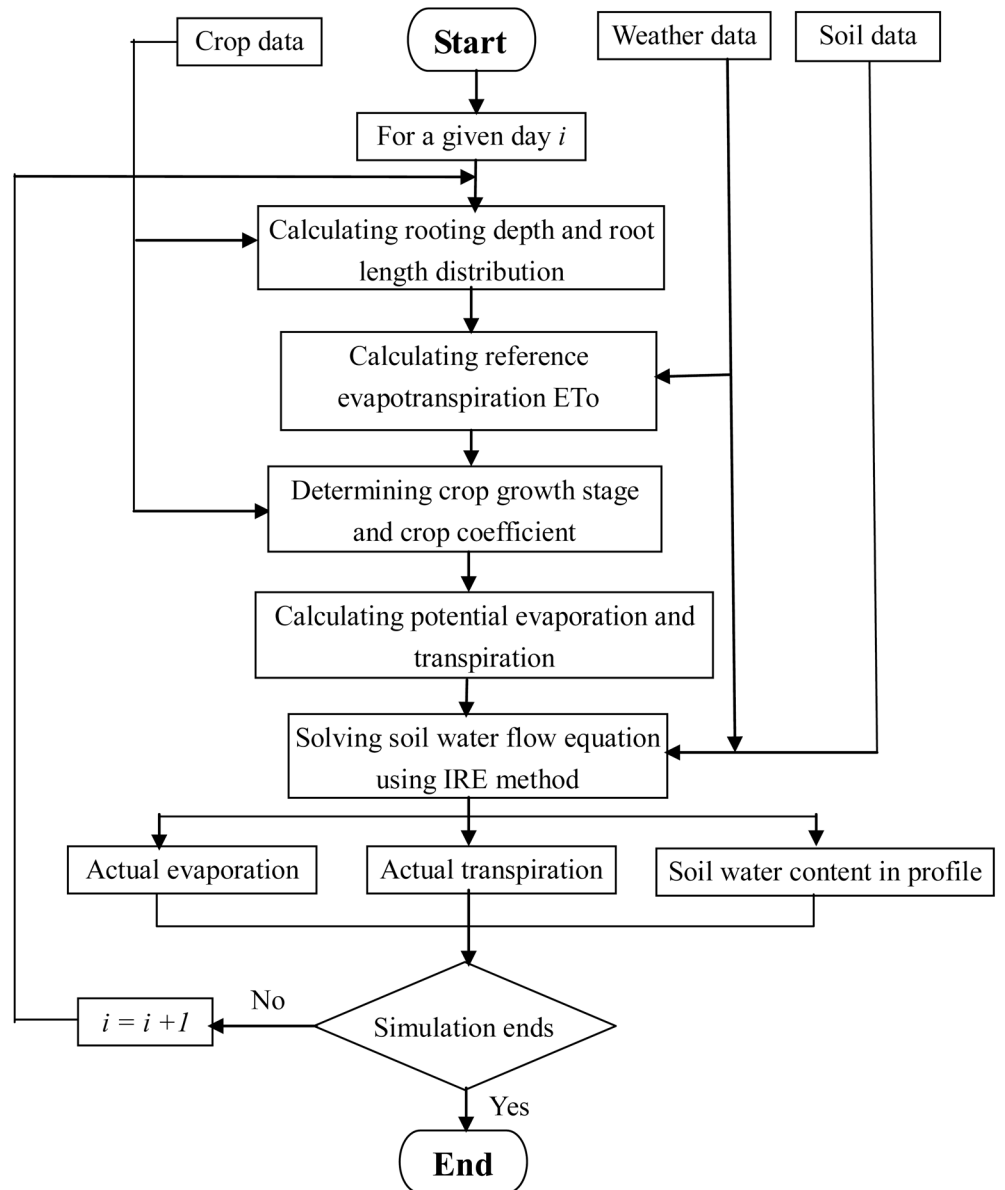 Crop data
Start
Weather data
Soil data
For a given day i
Calculating rooting depth and root
length distribution
Calculating reference
evapotranspiration ETo
Determining crop growth stage
and crop coefficient
Calculating potential evaporation and
transpiration
Solving soil water flow equation
using IRE method
Actual evaporation
Actual transpiration
Soil water content in profile
No
i = i +1
Simulation ends
Yes
End